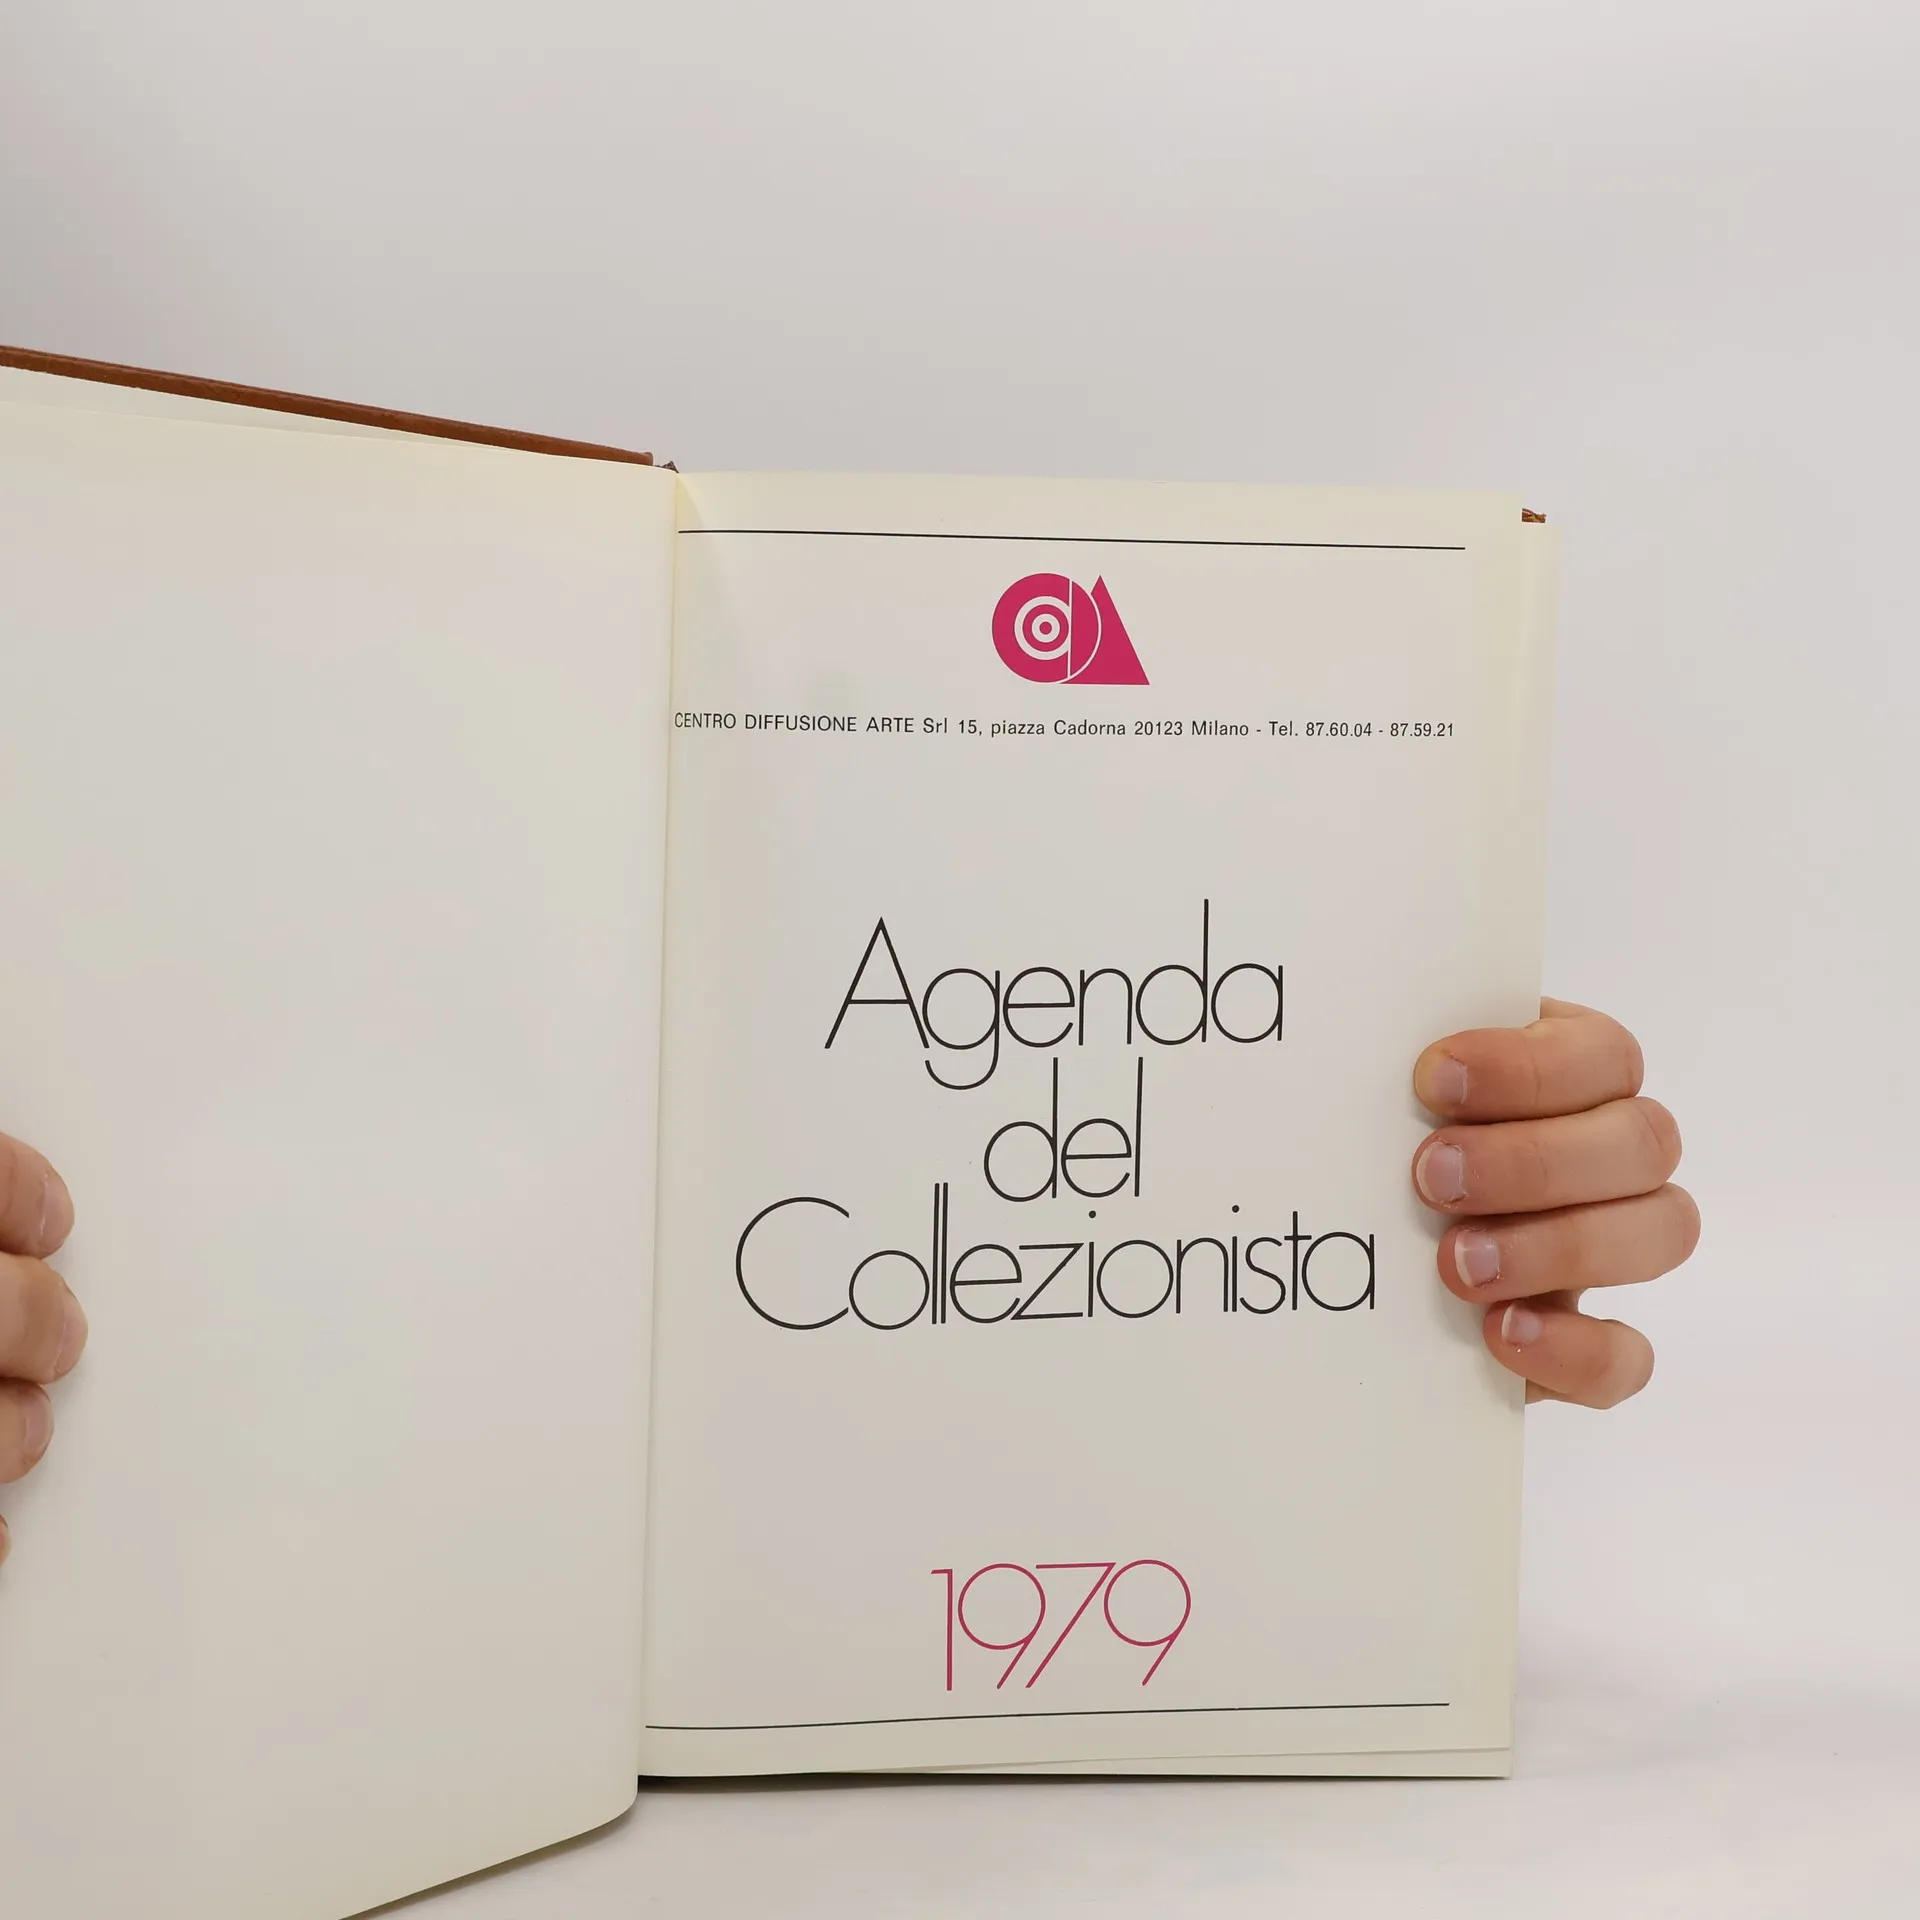 CDA
CENTRO DIFFUSIONE ARTE Srl 15, piazza Cadorna 20123 Milano - Tel. 87.60.04 - 87.59.21
Agenda
del
Collezionista
1979